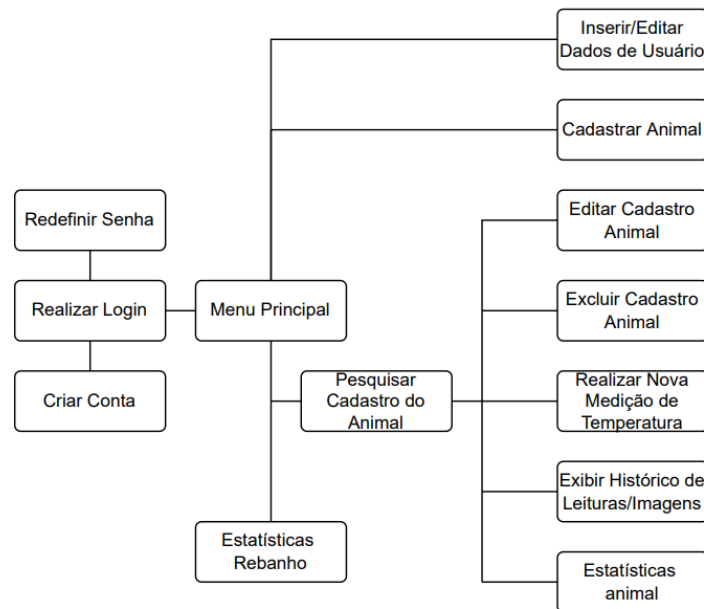 Inserir/Editar
Dados de Usuário
Cadastrar Animal
Redefinir Senha
Editar Cadastro
Animal
Realizar Login
Menu Principal
Excluir Cadastro
Animal
Criar Conta
Pesquisar
Cadastro do
Animal
Realizar Nova
Medição de
Temperatura
Exibir Histórico de
Leituras/Imagens
Estatísticas
Rebanho
Estatísticas
animal